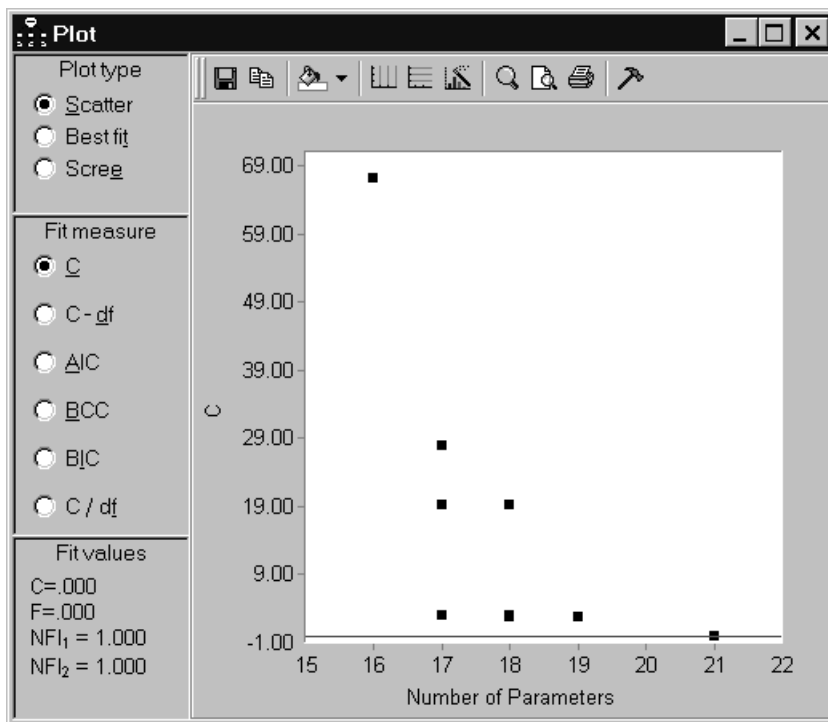 Plot
Plot type
Scatter
Best fit
Scree
Fit measure
C
C - df
AIC
BCC
BIC
C / df
Fit values
C=.000
F=.000
NFI₁ = 1.000
NFI₂ = 1.000
69.00
59.00
49.00
39.00
29.00
19.00
9.00
-1.00
C
15 16 17 18 19 20 21 22
Number of Parameters